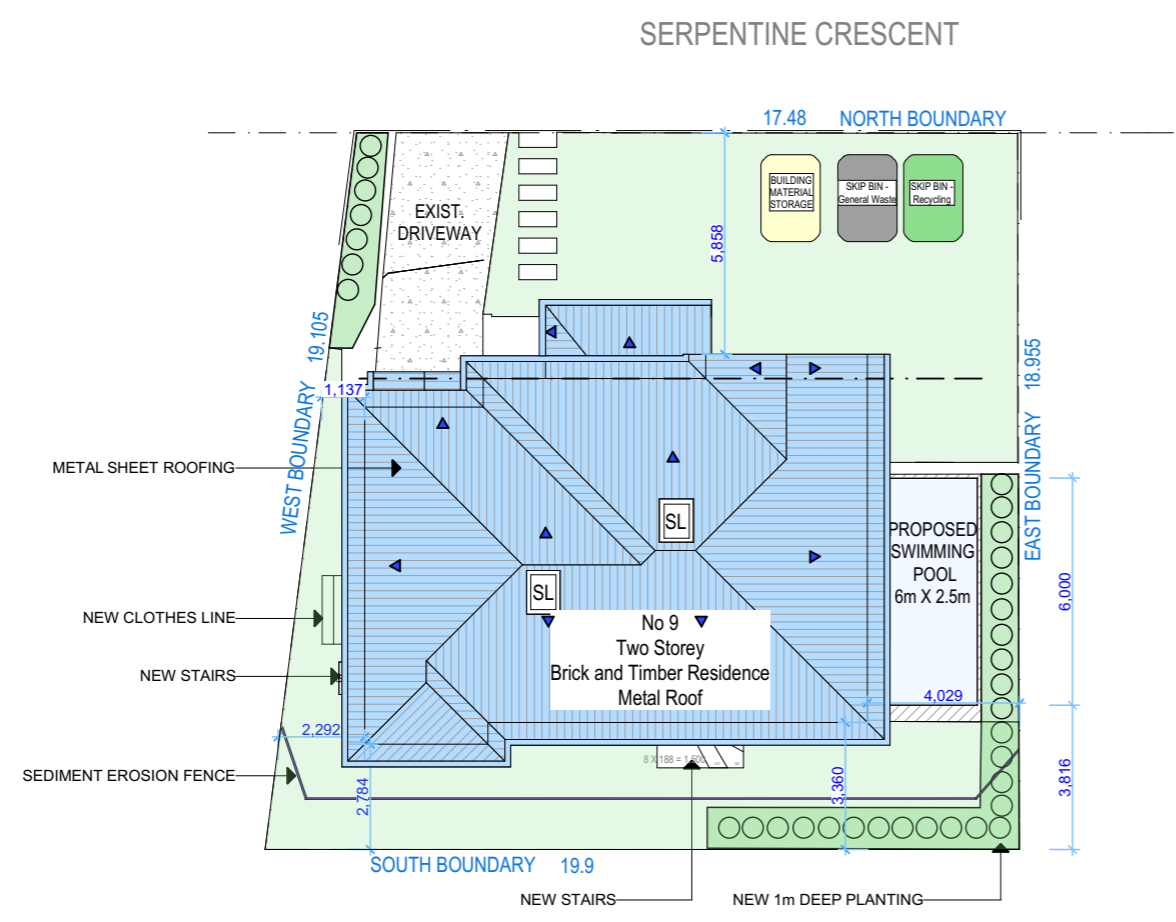 SERPENTINE CRESCENT
17.48 NORTH BOUNDARY
BUILDING
MATERIAL
STORAGE
SKIP BIN -
General Waste
SKIP BIN -
Recycling
EXIST.
DRIVEWAY
5,858
WEST BOUNDARY 19.105
1,137
EAST BOUNDARY 18.955
METAL SHEET ROOFING
SL
PROPOSED
SWIMMING
POOL
6m X 2.5m
6,000
SL
NEW CLOTHES LINE
No 9
Two Storey
Brick and Timber Residence
Metal Roof
NEW STAIRS
4,029
2,292
8 X 188 = 1,500
SEDIMENT EROSION FENCE
2,784
3,360
3,816
SOUTH BOUNDARY 19.9
NEW STAIRS
NEW 1m DEEP PLANTING